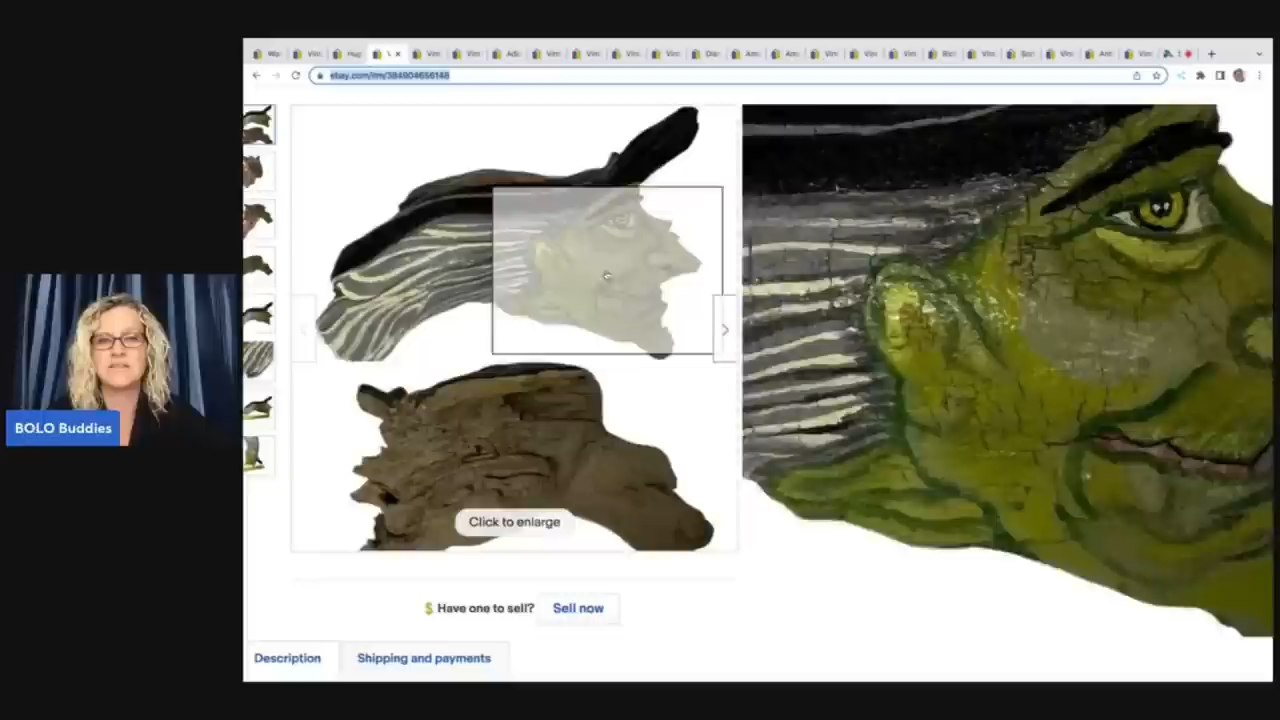 ebay.com/itm/384904656148
Click to enlarge
BOLO Buddies
$ Have one to sell? Sell now
Description Shipping and payments